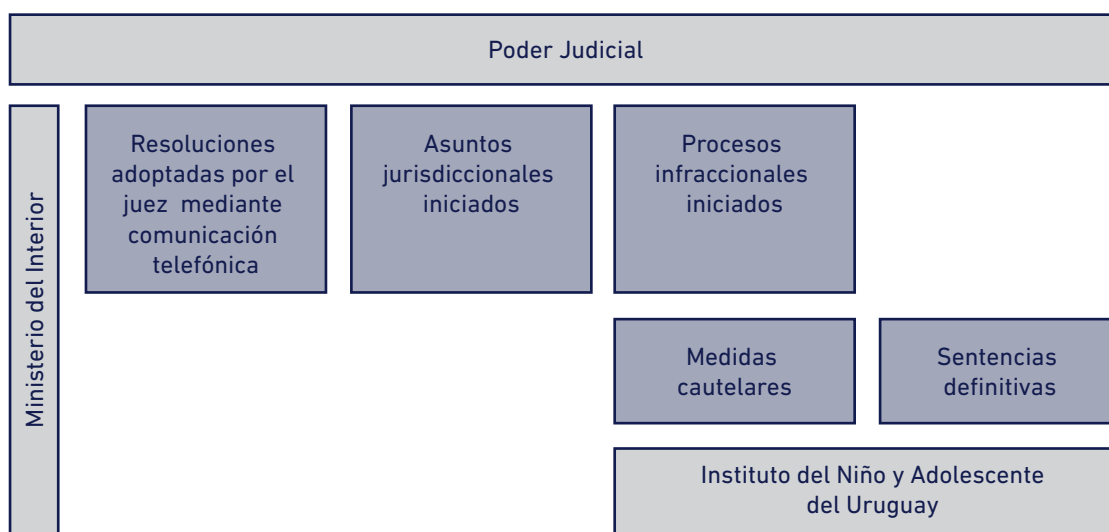 Poder Judicial
Ministerio del Interior
Resoluciones
adoptadas por el
juez mediante
comunicación
telefónica
Asuntos
jurisdiccionales
iniciados
Procesos
infraccionales
iniciados
Medidas
cautelares
Sentencias
definitivas
Instituto del Niño y Adolescente
del Uruguay